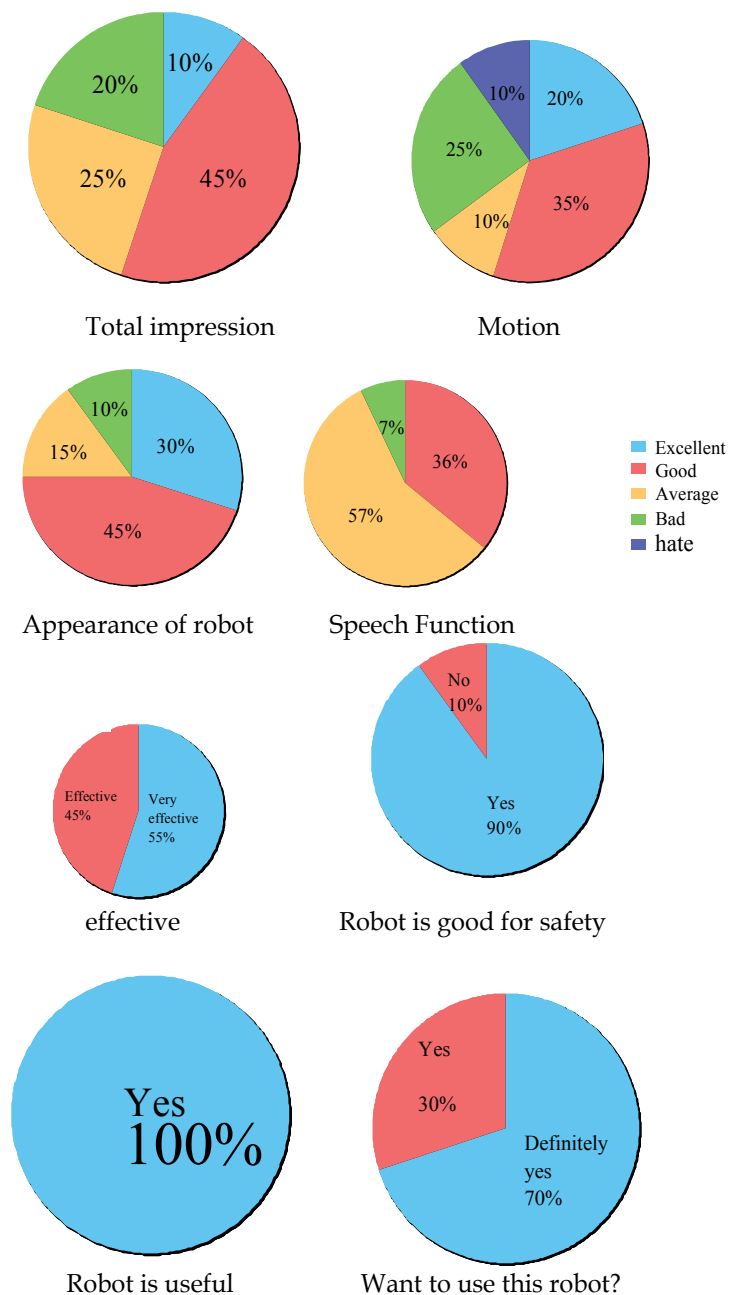 10%
20%
25%
45%
Total impression
20%
10%
25%
35%
10%
Motion
10%
30%
15%
45%
Appearance of robot
7%
36%
57%
Speech Function
Excellent
Good
Average
Bad
hate
Effective
45%
Very
effective
55%
effective
No
10%
Yes
90%
Robot is good for safety
Yes
100%
Robot is useful
Yes
30%
Definitely
yes
70%
Want to use this robot?